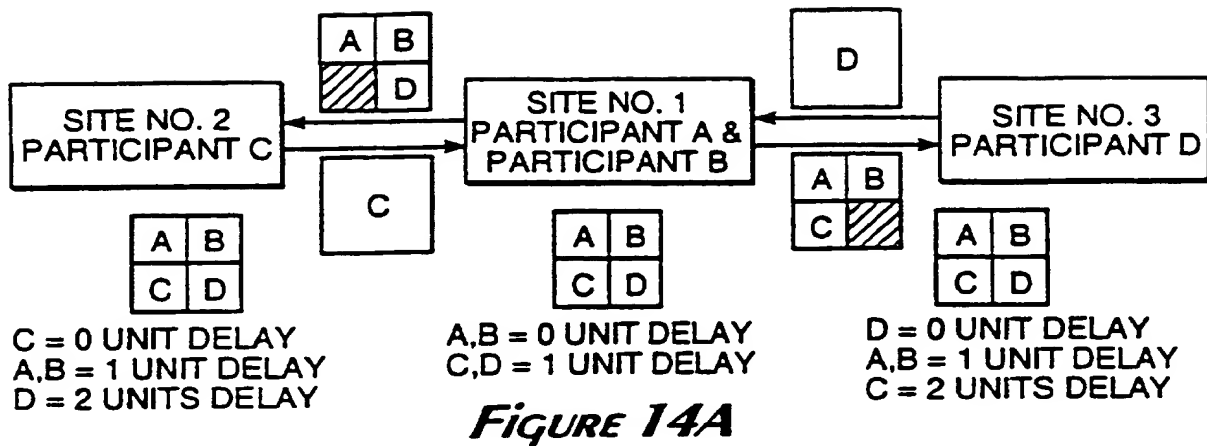 A B
D
D
SITE NO. 2
PARTICIPANT C
SITE NO. 1
PARTICIPANT A &
PARTICIPANT B
SITE NO. 3
PARTICIPANT D
C
A B
C
A B
C D
C = 0 UNIT DELAY
A,B = 1 UNIT DELAY
D = 2 UNITS DELAY
A B
C D
A,B = 0 UNIT DELAY
C,D = 1 UNIT DELAY
A B
C D
D = 0 UNIT DELAY
A,B = 1 UNIT DELAY
C = 2 UNITS DELAY
FIGURE 14A